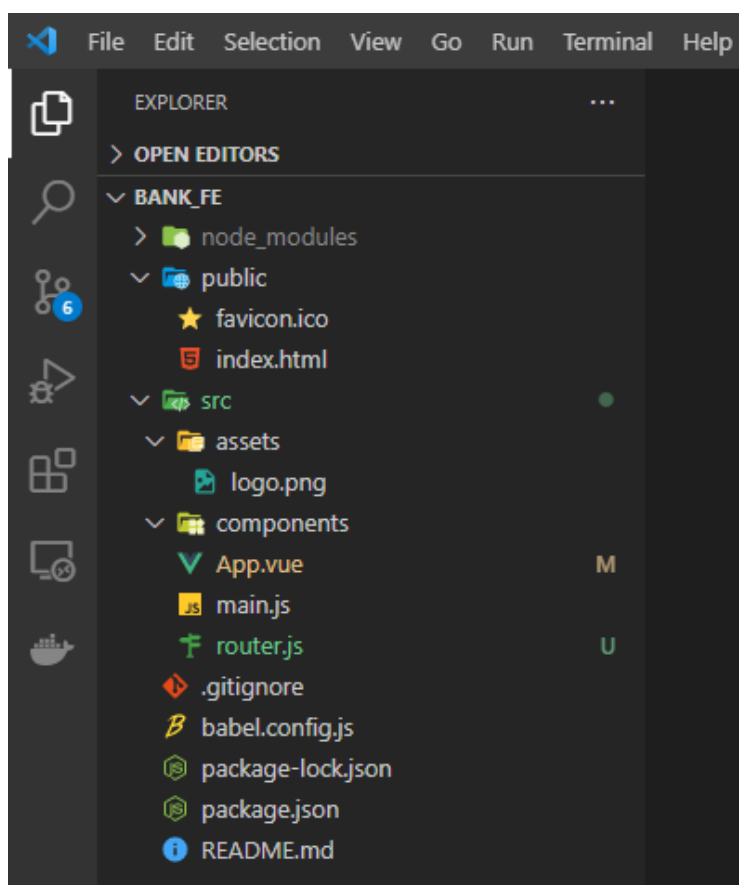 File Edit Selection View Go Run Terminal Help
EXPLORER ...
OPEN EDITORS
BANK_FE
node_modules
public
favicon.ico
index.html
src
assets
logo.png
components
App.vue M
main.js
router.js U
.gitignore
babel.config.js
package-lock.json
package.json
README.md
6
JS